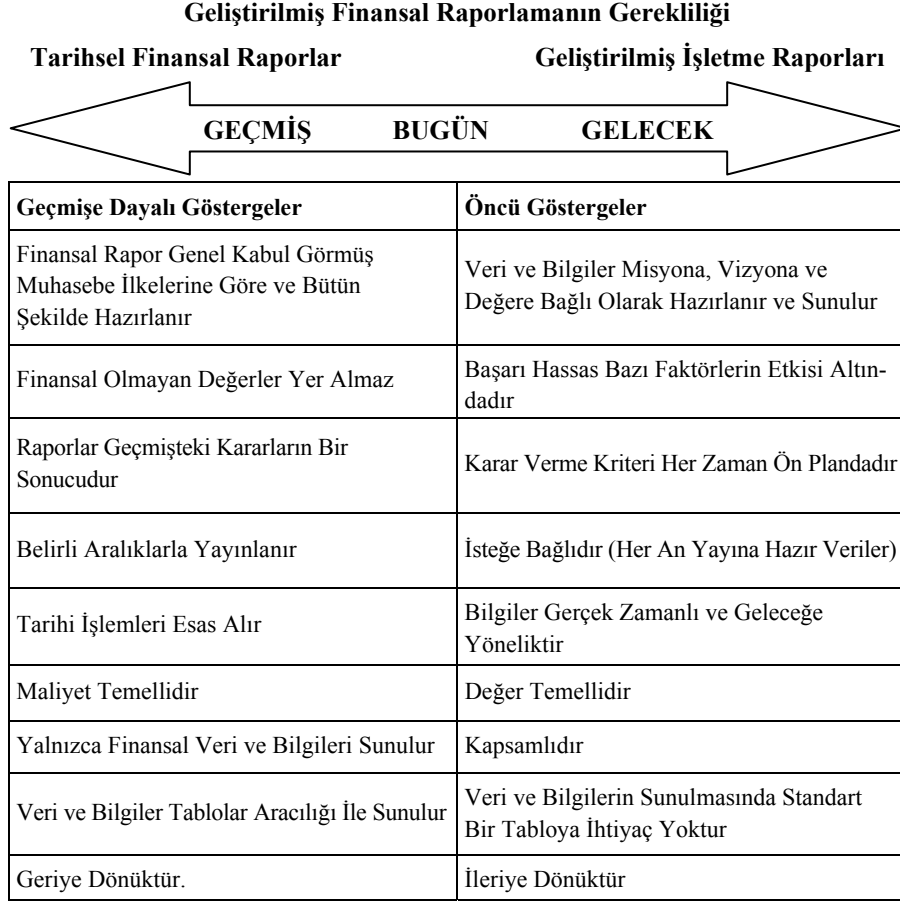 Geliştirilmiş Finansal Raporlamanın Gerekliliği
Tarihsel Finansal Raporlar
Geliştirilmiş İşletme Raporları
GEÇMİŞ BUGÜN GELECEK
Geçmişe Dayalı Göstergeler
Öncü Göstergeler
Finansal Rapor Genel Kabul Görmüş
Muhasebe İlkelerine Göre ve Bütün
Şekilde Hazırlanır
Veri ve Bilgiler Misyona, Vizyona ve
Değere Bağlı Olarak Hazırlanır ve Sunulur
Finansal Olmayan Değerler Yer Almaz
Başarı Hassas Bazı Faktörlerin Etkisi Altın-
dadır
Raporlar Geçmişteki Kararların Bir
Sonucudur
Karar Verme Kriteri Her Zaman Ön Plandadır
Belirli Aralıklarla Yayınlanır
İsteğe Bağlıdır (Her An Yayına Hazır Veriler)
Tarihi İşlemleri Esas Alır
Bilgiler Gerçek Zamanlı ve Geleceğe
Yöneliktir
Maliyet Temellidir
Değer Temellidir
Yalnızca Finansal Veri ve Bilgileri Sunulur
Kapsamlıdır
Veri ve Bilgiler Tablolar Aracılığı İle Sunulur
Veri ve Bilgilerin Sunulmasında Standart
Bir Tabloya İhtiyaç Yoktur
Geriye Dönüktür.
İleriye Dönüktür